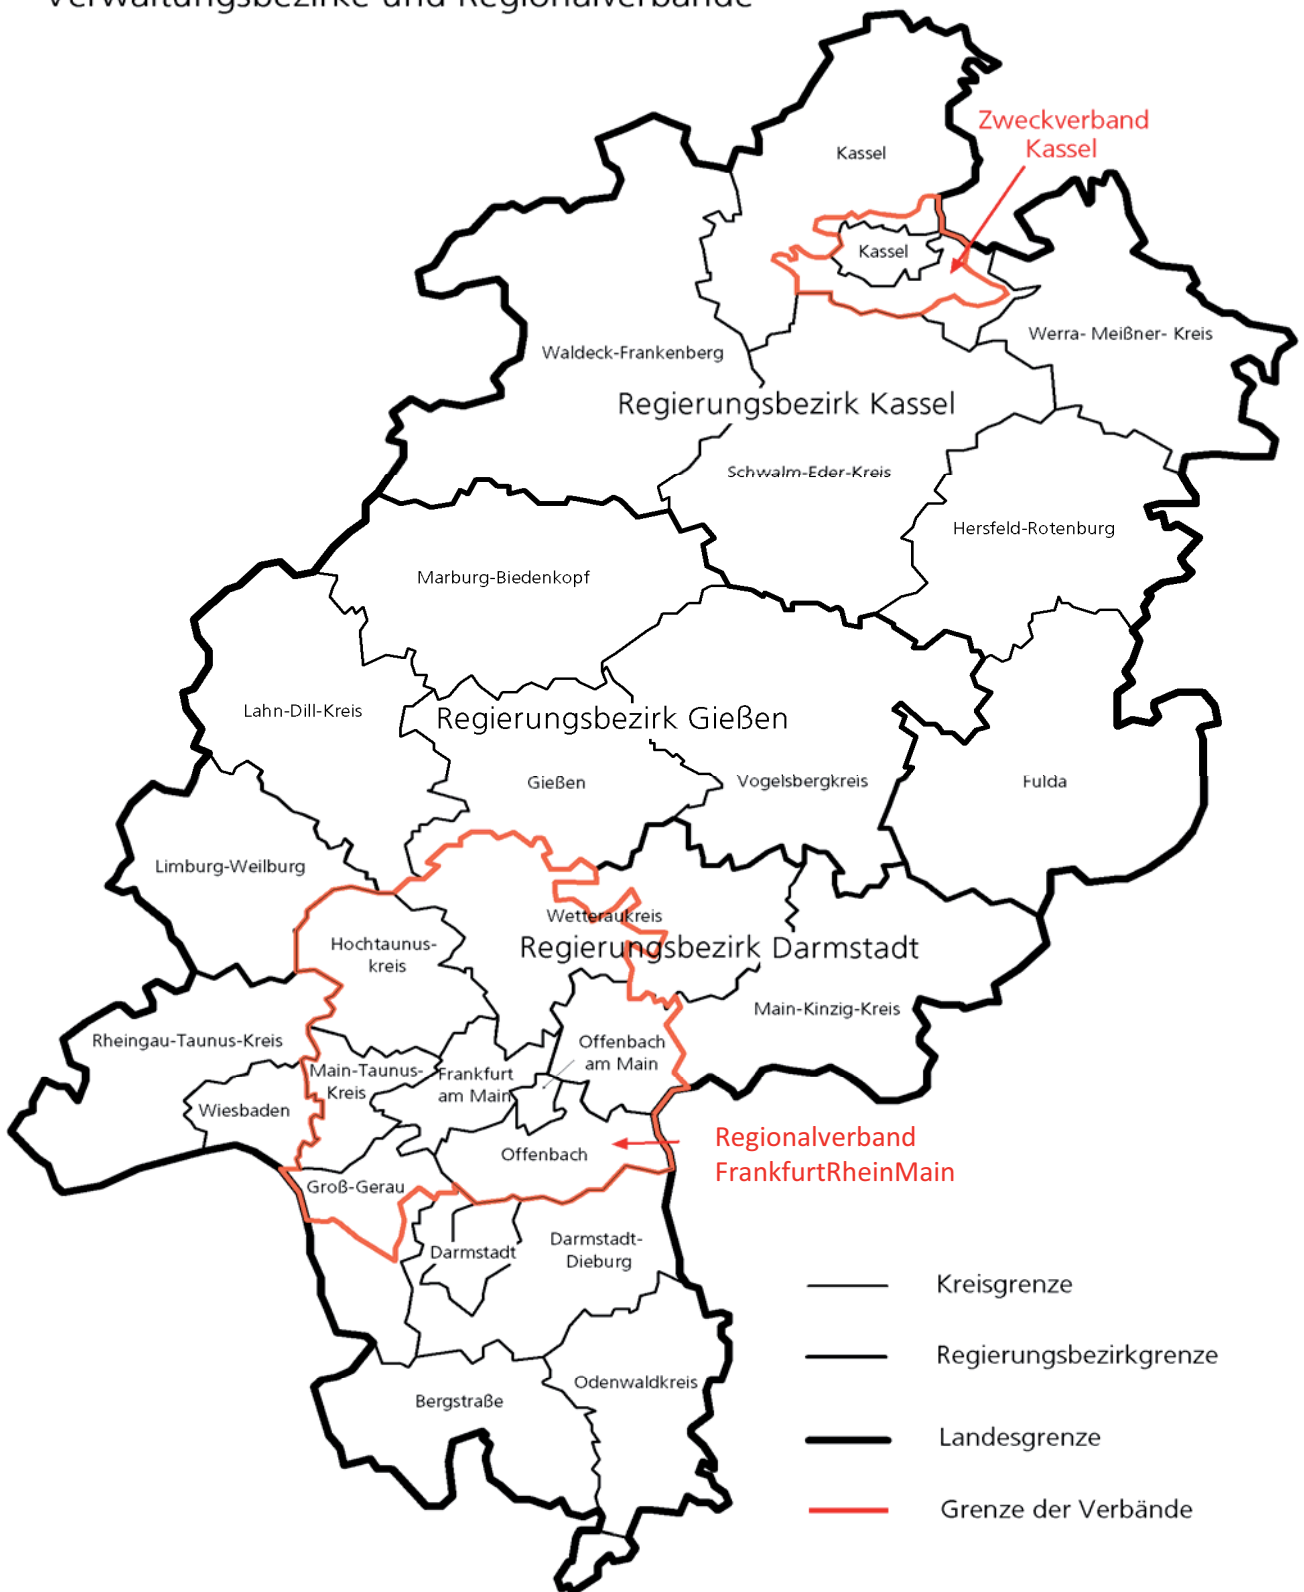 Verwaltungsbezirke und Regionalverbände
Zweckverband
Kassel
Kassel
Kassel
Werra- Meißner- Kreis
Waldeck-Frankenberg
Regierungsbezirk Kassel
Schwalm-Eder-Kreis
Hersfeld-Rotenburg
Marburg-Biedenkopf
Lahn-Dill-Kreis
Regierungsbezirk Gießen
Gießen
Vogelsbergkreis
Fulda
Limburg-Weilburg
Wetteraukreis
Hochtaunus-
kreis
Regierungsbezirk Darmstadt
Main-Kinzig-Kreis
Rheingau-Taunus-Kreis
Offenbach
am Main
Main-Taunus-
Kreis
Frankfurt
am Main
Wiesbaden
Regionalverband
FrankfurtRheinMain
Offenbach
Groß-Gerau
Darmstadt
Darmstadt-
Dieburg
Kreisgrenze
Regierungsbezirkgrenze
Odenwaldkreis
Bergstraße
Landesgrenze
Grenze der Verbände